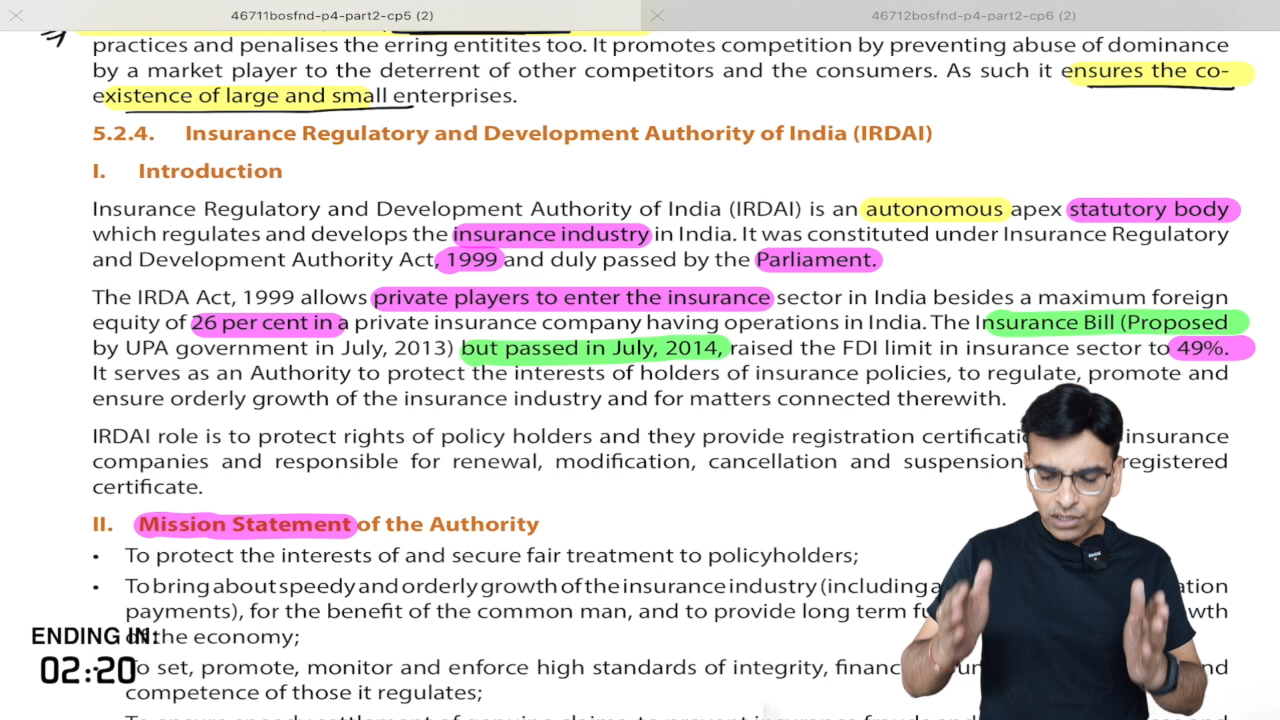 46711bosfnd-p4-part2-cp5 (2)
46712bosfnd-p4-part2-cp6 (2)
practices and penalises the erring entitites too. It promotes competition by preventing abuse of dominance
by a market player to the deterrent of other competitors and the consumers. As such it ensures the co-
existence of large and small enterprises.
5.2.4. Insurance Regulatory and Development Authority of India (IRDAI)
I. Introduction
Insurance Regulatory and Development Authority of India (IRDAI) is an autonomous apex statutory body
which regulates and develops the insurance industry in India. It was constituted under Insurance Regulatory
and Development Authority Act, 1999 and duly passed by the Parliament.
The IRDA Act, 1999 allows private players to enter the insurance sector in India besides a maximum foreign
equity of 26 per cent in a private insurance company having operations in India. The Insurance Bill (Proposed
by UPA government in July, 2013) but passed in July, 2014, raised the FDI limit in insurance sector to 49%.
It serves as an Authority to protect the interests of holders of insurance policies, to regulate, promote and
ensure orderly growth of the insurance industry and for matters connected therewith.
IRDAI role is to protect rights of policy holders and they provide registration insurance
companies and responsible for renewal, modification, cancellation and suspension registered
certificate.
II. Mission Statement of the Authority
• To protect the interests of and secure fair treatment to policyholders;
• To bring about speedy and orderly growth of the insurance industry (including
payments), for the benefit of the common man, and to provide long term
ENDING IN:
the economy;
02:20
To set, promote, monitor and enforce high standards of integrity,
competence of those it regulates;